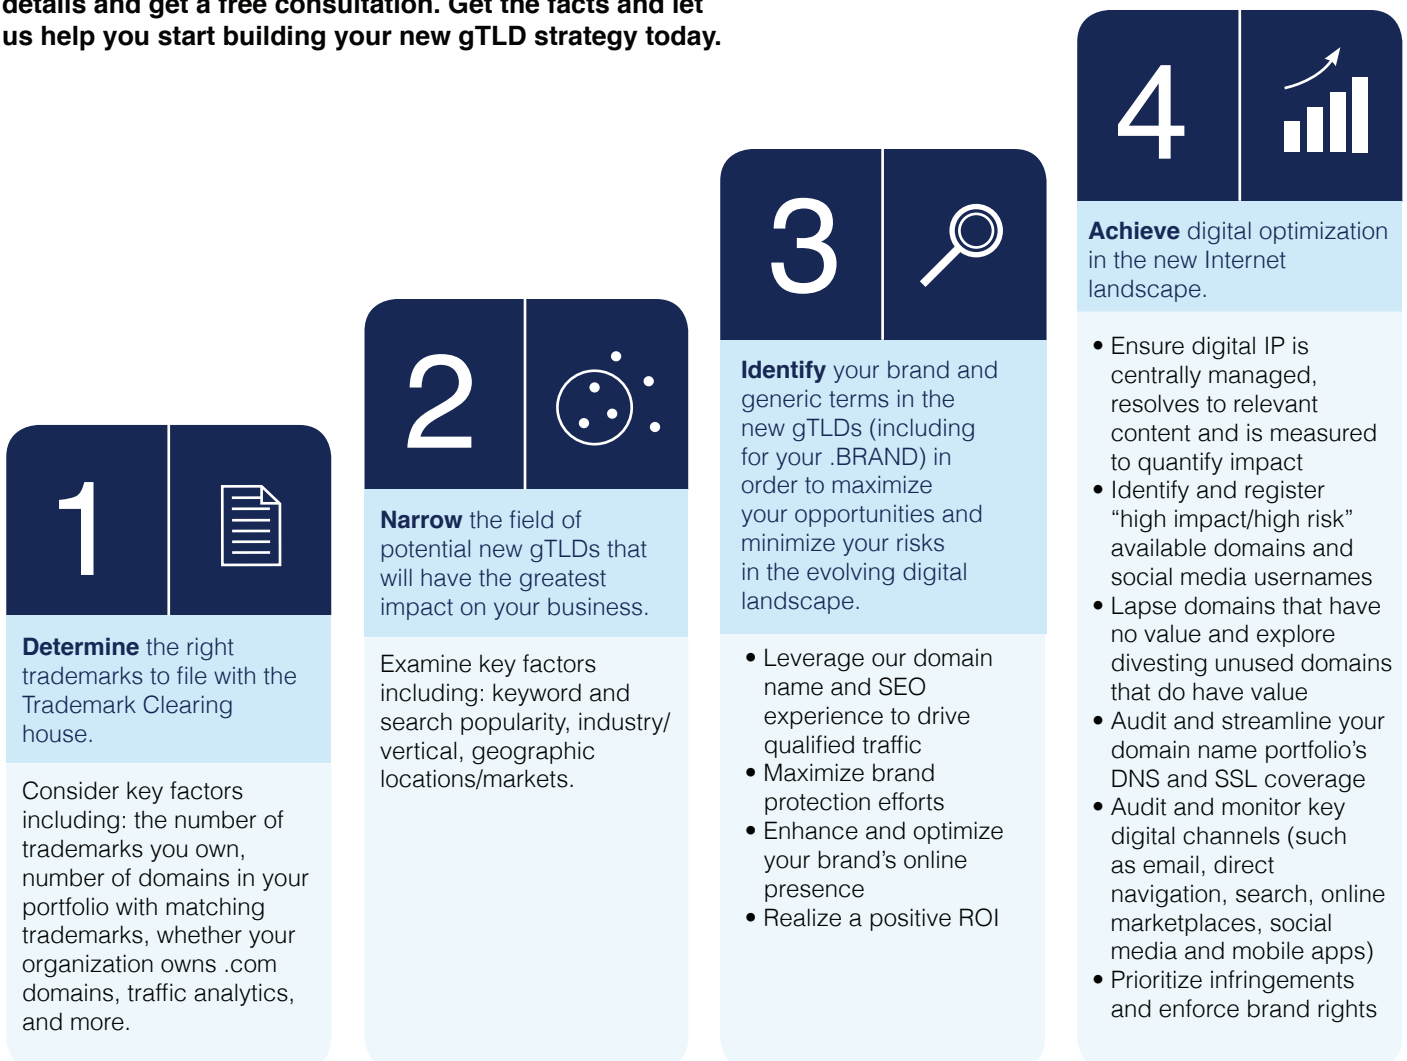 details and get a free consultation. Get the facts and let
us help you start building your new gTLD strategy today.
1
Determine the right
trademarks to file with the
Trademark Clearing
house.
Consider key factors
including: the number of
trademarks you own,
number of domains in your
portfolio with matching
trademarks, whether your
organization owns .com
domains, traffic analytics,
and more.
2
Narrow the field of
potential new gTLDs that
will have the greatest
impact on your business.
Examine key factors
including: keyword and
search popularity, industry/
vertical, geographic
locations/markets.
3
Identify your brand and
generic terms in the
new gTLDs (including
for your .BRAND) in
order to maximize
your opportunities and
minimize your risks
in the evolving digital
landscape.
• Leverage our domain
name and SEO
experience to drive
qualified traffic
• Maximize brand
protection efforts
• Enhance and optimize
your brand’s online
presence
• Realize a positive ROI
4
Achieve digital optimization
in the new Internet
landscape.
• Ensure digital IP is
centrally managed,
resolves to relevant
content and is measured
to quantify impact
• Identify and register
“high impact/high risk”
available domains and
social media usernames
• Lapse domains that have
no value and explore
divesting unused domains
that do have value
• Audit and streamline your
domain name portfolio’s
DNS and SSL coverage
• Audit and monitor key
digital channels (such
as email, direct
navigation, search, online
marketplaces, social
media and mobile apps)
• Prioritize infringements
and enforce brand rights